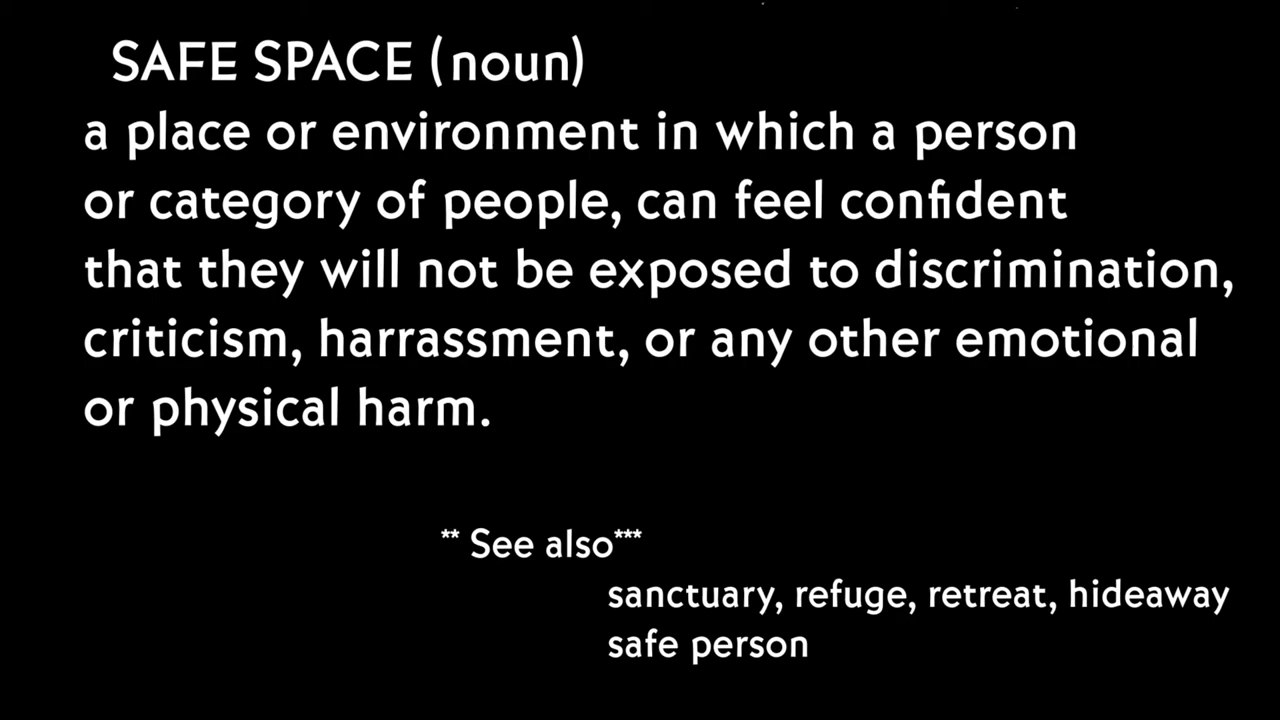 SAFE SPACE (noun)
a place or environment in which a person
or category of people, can feel confident
that they will not be exposed to discrimination,
criticism, harrassment, or any other emotional
or physical harm.
** See also***
sanctuary, refuge, retreat, hideaway
safe person